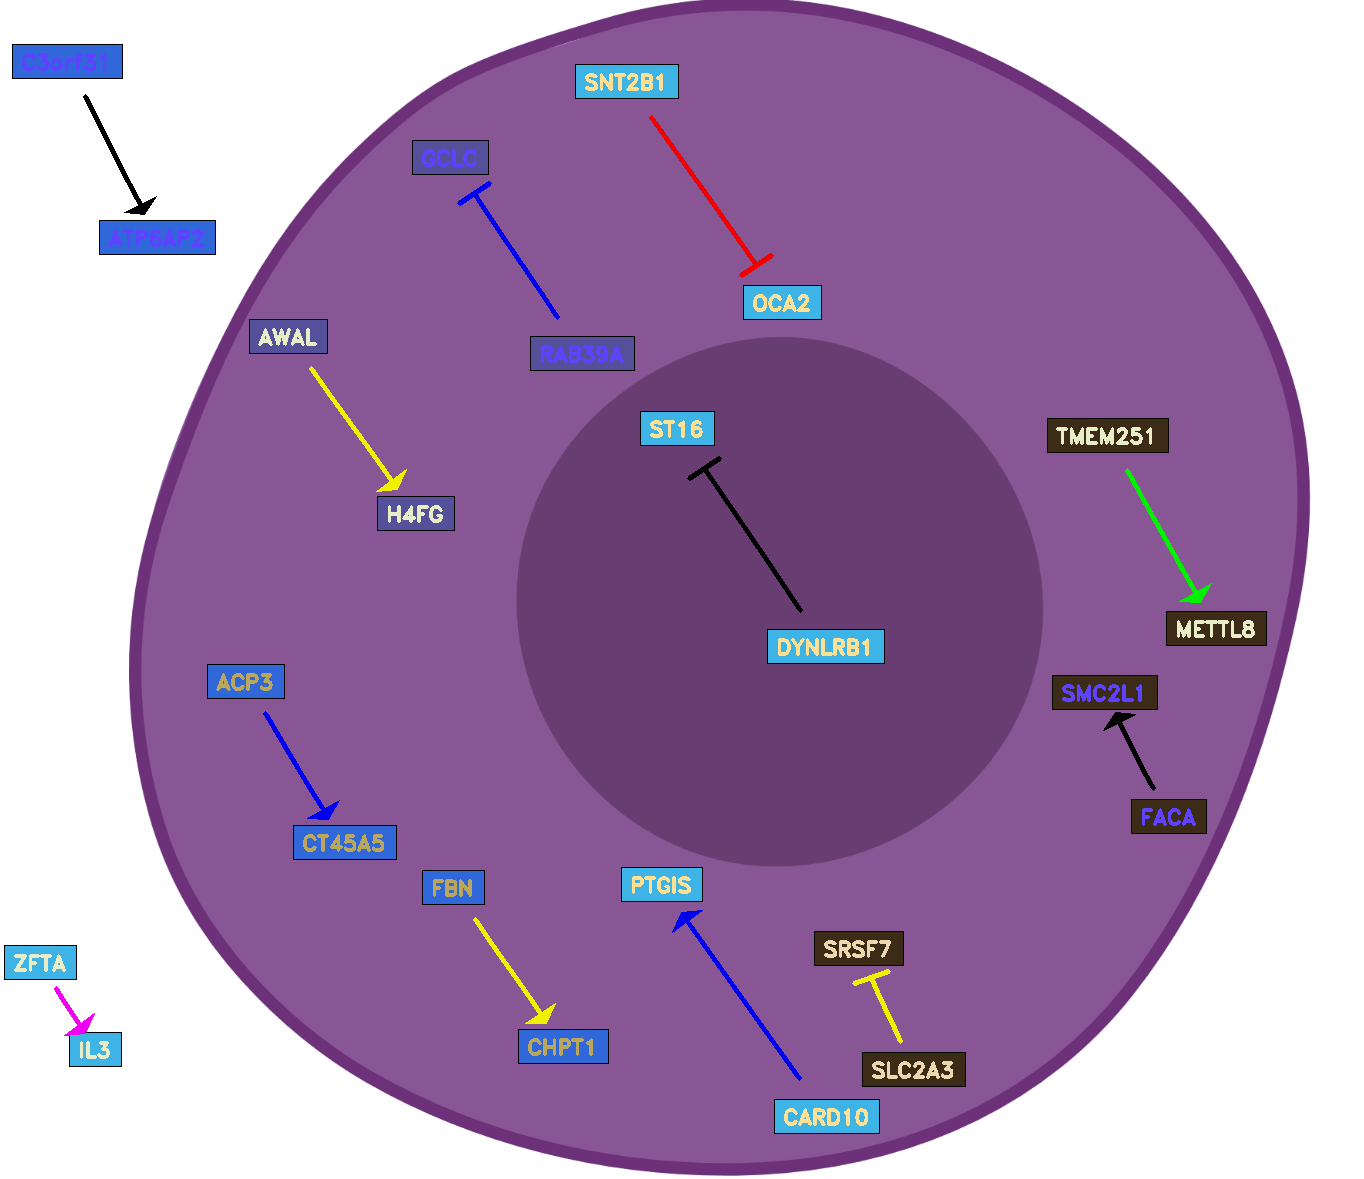 C3orf31
SNT2B1
GCLC
ATP6AP2
OCA2
AWAL
RAB39A
ST16
TMEM251
H4FG
METTL8
DYNLRB1
ACP3
SMC2L1
FACA
CT45A5
PTGIS
FBN
SRSF7
ZFTA
CHPT1
IL3
SLC2A3
CARD10